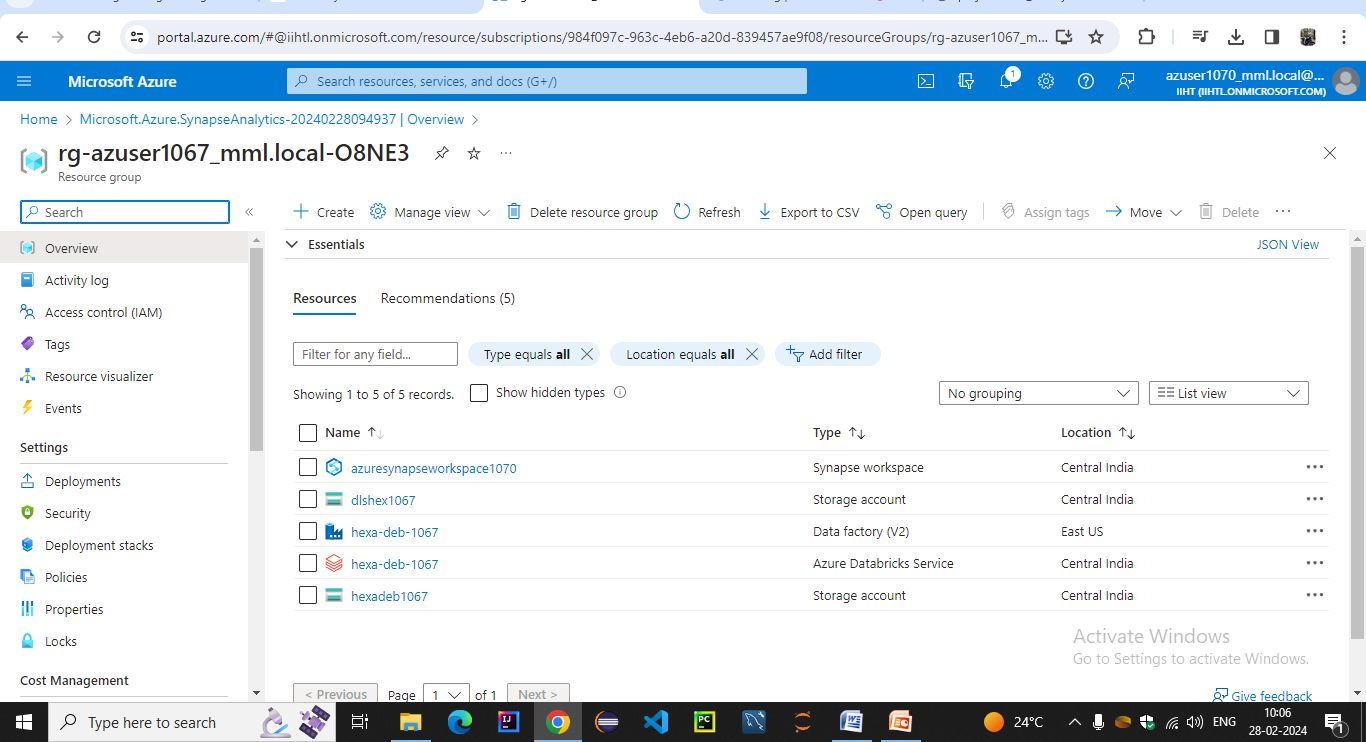 portal.azure.com/#@iihtl.onmicrosoft.com/resource/subscriptions/984f097c-963c-4eb6-a20d-839457ae9f08/resourceGroups/rg-azuser1067_m...
Microsoft Azure
Search resources, services, and docs (G+/)
1
azuser1070_mml.local@...
IIHT (IIHTL.ONMICROSOFT.COM)
Home > Microsoft.Azure.SynapseAnalytics-20240228094937 | Overview >
rg-azuser1067_mml.local-O8NE3 ...
Resource group
Search «
Create Manage view Delete resource group Refresh Export to CSV Open query Assign tags Move Delete ...
Overview
Activity log
Access control (IAM)
Tags
Resource visualizer
Events
Settings
Deployments
Security
Deployment stacks
Policies
Properties
Locks
Cost Management
Essentials JSON View
Resources Recommendations (5)
Filter for any field... Type equals all Location equals all Add filter
Showing 1 to 5 of 5 records. Show hidden types No grouping List view
Name Type Location
azuresynapseworkspace1070 Synapse workspace Central India ...
dlshex1067 Storage account Central India ...
hexa-deb-1067 Data factory (V2) East US ...
hexa-deb-1067 Azure Databricks Service Central India ...
hexadeb1067 Storage account Central India ...
Activate Windows
Go to Settings to activate Windows.
< Previous Page 1 of 1 Next > Give feedback
Type here to search 24°C ENG 10:06
28-02-2024 1